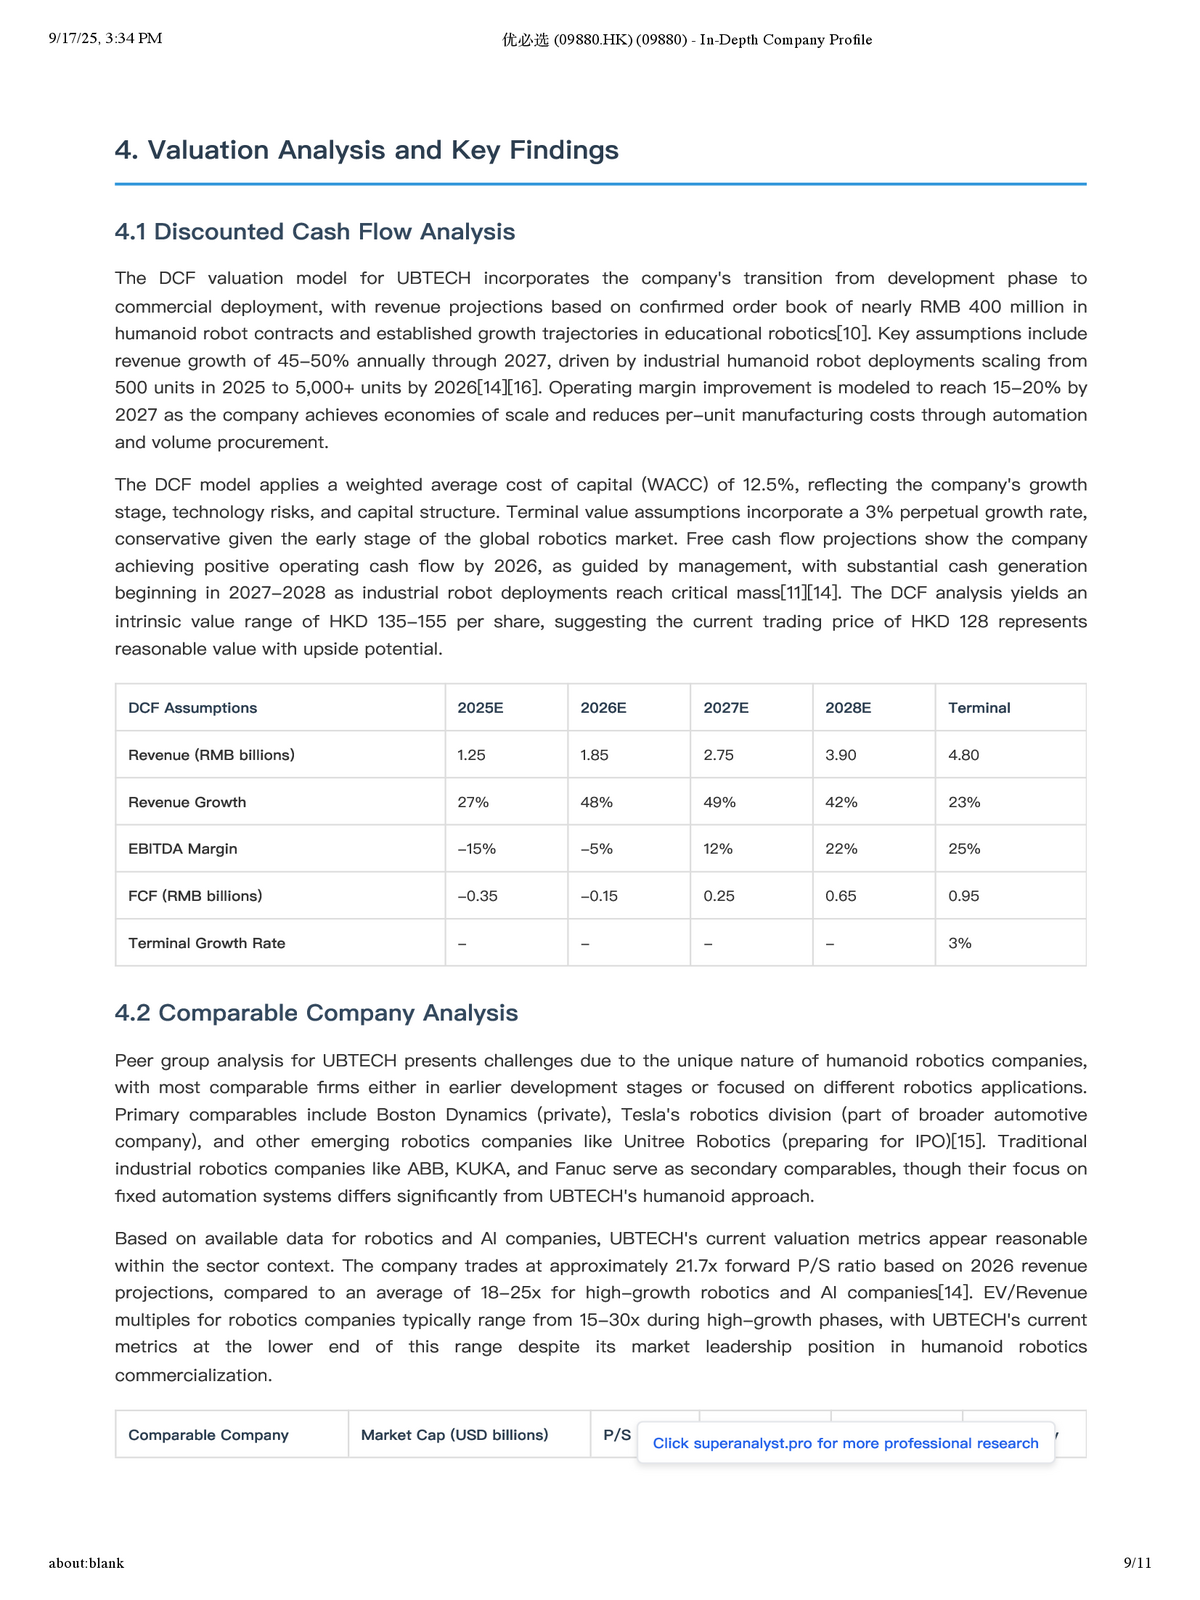 9/17/25, 3:34 PM
优必选 (09880.HK) (09880) - In-Depth Company Profile
4. Valuation Analysis and Key Findings
4.1 Discounted Cash Flow Analysis
The DCF valuation model for UBTECH incorporates the company's transition from development phase to
commercial deployment, with revenue projections based on confirmed order book of nearly RMB 400 million in
humanoid robot contracts and established growth trajectories in educational robotics[10]. Key assumptions include
revenue growth of 45–50% annually through 2027, driven by industrial humanoid robot deployments scaling from
500 units in 2025 to 5,000+ units by 2026[14][16]. Operating margin improvement is modeled to reach 15–20% by
2027 as the company achieves economies of scale and reduces per–unit manufacturing costs through automation
and volume procurement.
The DCF model applies a weighted average cost of capital (WACC) of 12.5%, reflecting the company's growth
stage, technology risks, and capital structure. Terminal value assumptions incorporate a 3% perpetual growth rate,
conservative given the early stage of the global robotics market. Free cash flow projections show the company
achieving positive operating cash flow by 2026, as guided by management, with substantial cash generation
beginning in 2027–2028 as industrial robot deployments reach critical mass[11][14]. The DCF analysis yields an
intrinsic value range of HKD 135–155 per share, suggesting the current trading price of HKD 128 represents
reasonable value with upside potential.
DCF Assumptions 2025E 2026E 2027E 2028E Terminal
Revenue (RMB billions) 1.25 1.85 2.75 3.90 4.80
Revenue Growth 27% 48% 49% 42% 23%
EBITDA Margin –15% –5% 12% 22% 25%
FCF (RMB billions) –0.35 –0.15 0.25 0.65 0.95
Terminal Growth Rate – – – – 3%
4.2 Comparable Company Analysis
Peer group analysis for UBTECH presents challenges due to the unique nature of humanoid robotics companies,
with most comparable firms either in earlier development stages or focused on different robotics applications.
Primary comparables include Boston Dynamics (private), Tesla's robotics division (part of broader automotive
company), and other emerging robotics companies like Unitree Robotics (preparing for IPO)[15]. Traditional
industrial robotics companies like ABB, KUKA, and Fanuc serve as secondary comparables, though their focus on
fixed automation systems differs significantly from UBTECH's humanoid approach.
Based on available data for robotics and AI companies, UBTECH's current valuation metrics appear reasonable
within the sector context. The company trades at approximately 21.7x forward P/S ratio based on 2026 revenue
projections, compared to an average of 18–25x for high–growth robotics and AI companies[14]. EV/Revenue
multiples for robotics companies typically range from 15–30x during high–growth phases, with UBTECH's current
metrics at the lower end of this range despite its market leadership position in humanoid robotics
commercialization.
Comparable Company Market Cap (USD billions) P/S
Click superanalyst.pro for more professional research
about:blank
9/11